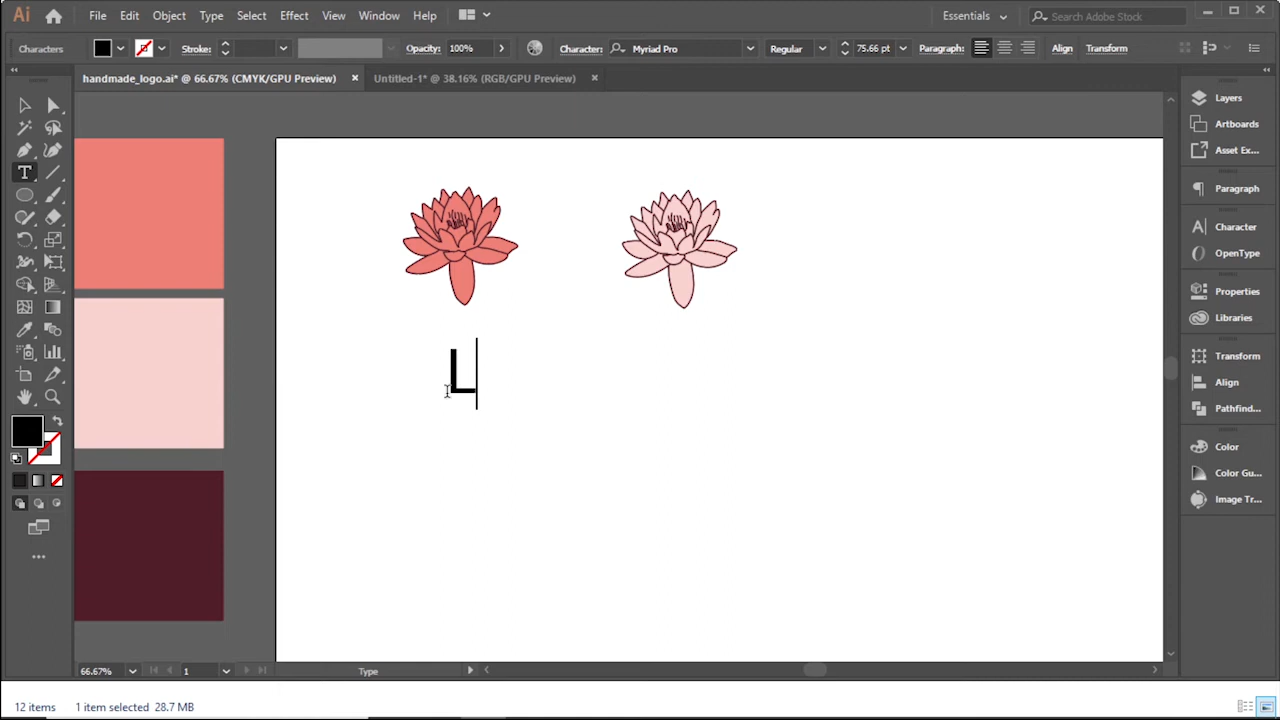 Ai File Edit Object Type Select Effect View Window Help Essentials Search Adobe Stock
Characters Stroke: Opacity: 100% Character: Myriad Pro Regular 75.66 pt Paragraph: Align Transform
handmade_logo.ai* @ 66.67% (CMYK/GPU Preview) × Untitled-1* @ 38.16% (RGB/GPU Preview) ×
Layers
Artboards
Asset Ex...
Paragraph
Character
OpenType
Properties
Libraries
Transform
Align
Pathfind...
Color
Color Gu...
Image Tr...
T
L
66.67% 1 Type
12 items 1 item selected 28.7 MB